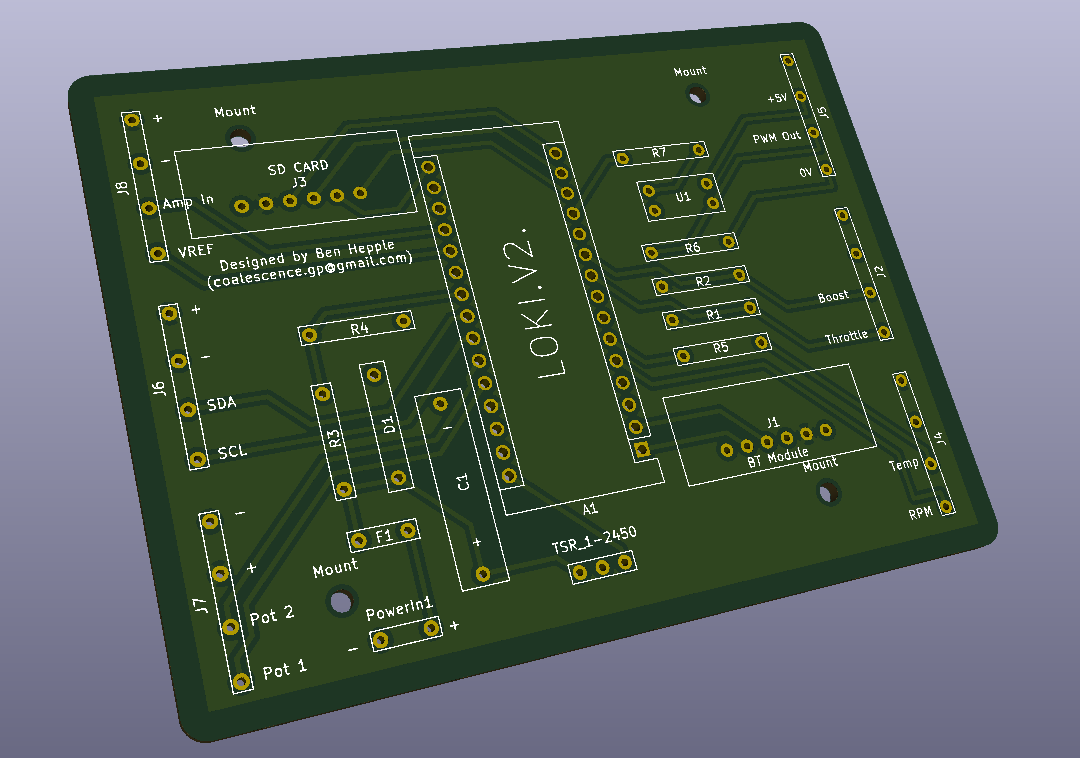 Mount
Mount
+
+5V
J5
PWM Out
0V
-
SD CARD
J3
J8
Amp In
VREF
R7
U1
Designed by Ben Hepple
(coalescence.gp@gmail.com)
LOKI.V2.
R6
R2
R1
R5
J2
Boost
Throttle
+
-
J6
SDA
SCL
R4
R3
D1
-
C1
+
A1
J1
BT Module
Mount
J4
Temp
RPM
TSR_1-2450
F1
Mount
-
+
J7
Pot 2
Pot 1
PowerIn1
-
+